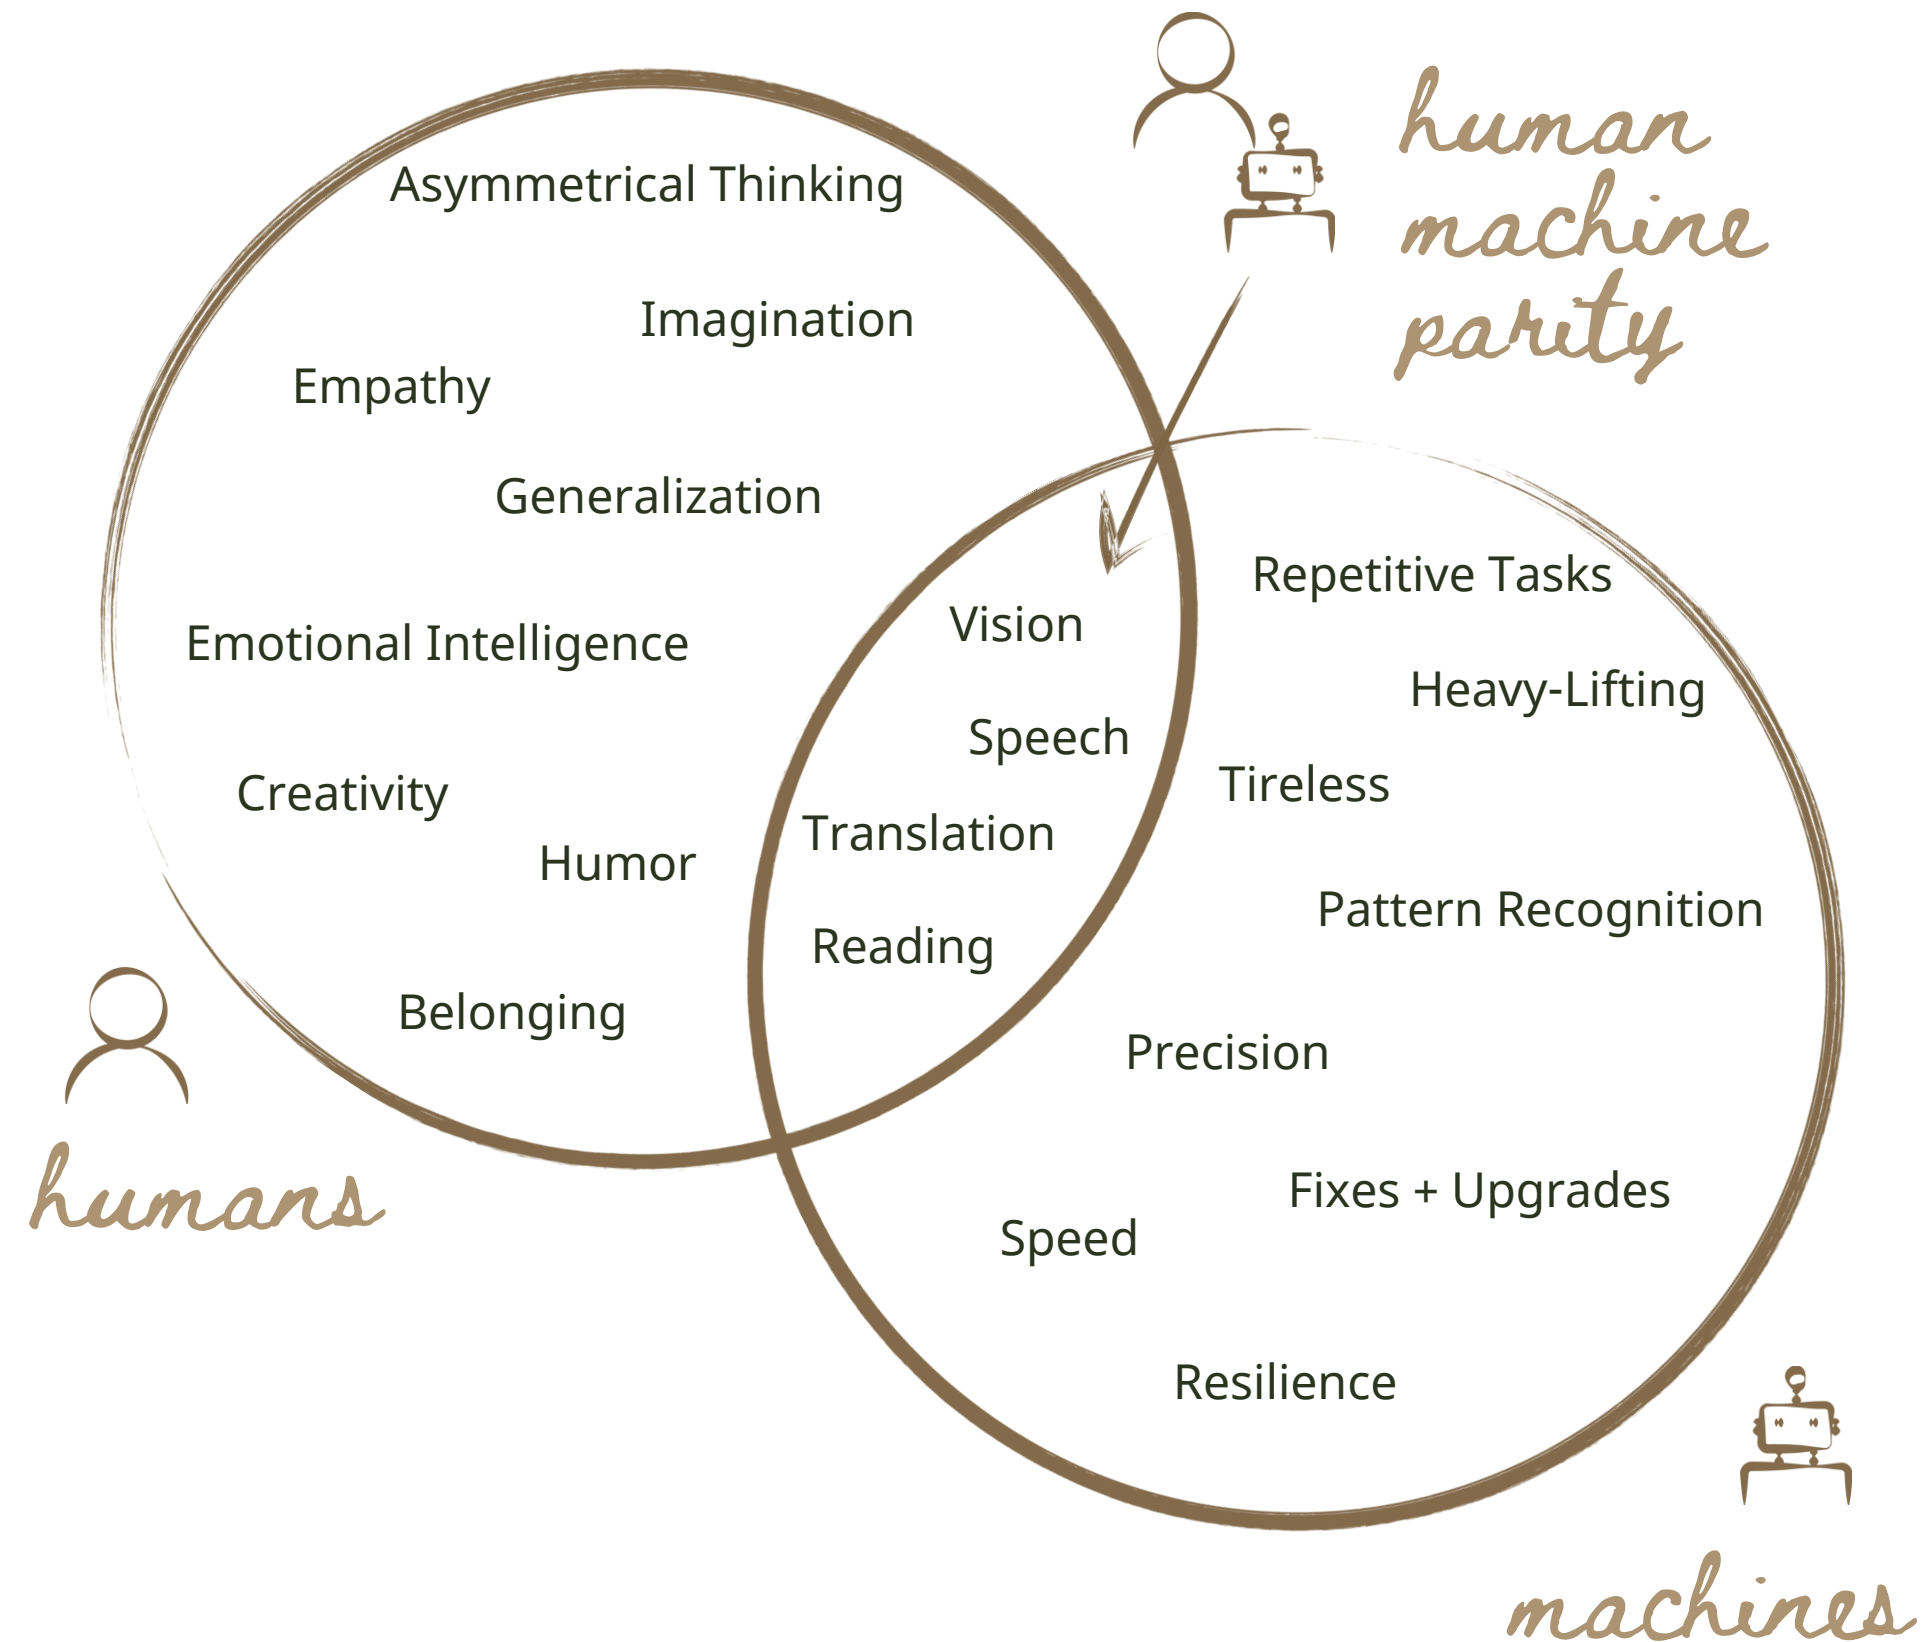 human
machine
parity
Asymmetrical Thinking
Imagination
Empathy
Generalization
Emotional Intelligence
Creativity
Humor
Belonging
humans
Vision
Speech
Translation
Reading
Repetitive Tasks
Heavy-Lifting
Tireless
Pattern Recognition
Precision
Fixes + Upgrades
Speed
Resilience
machines